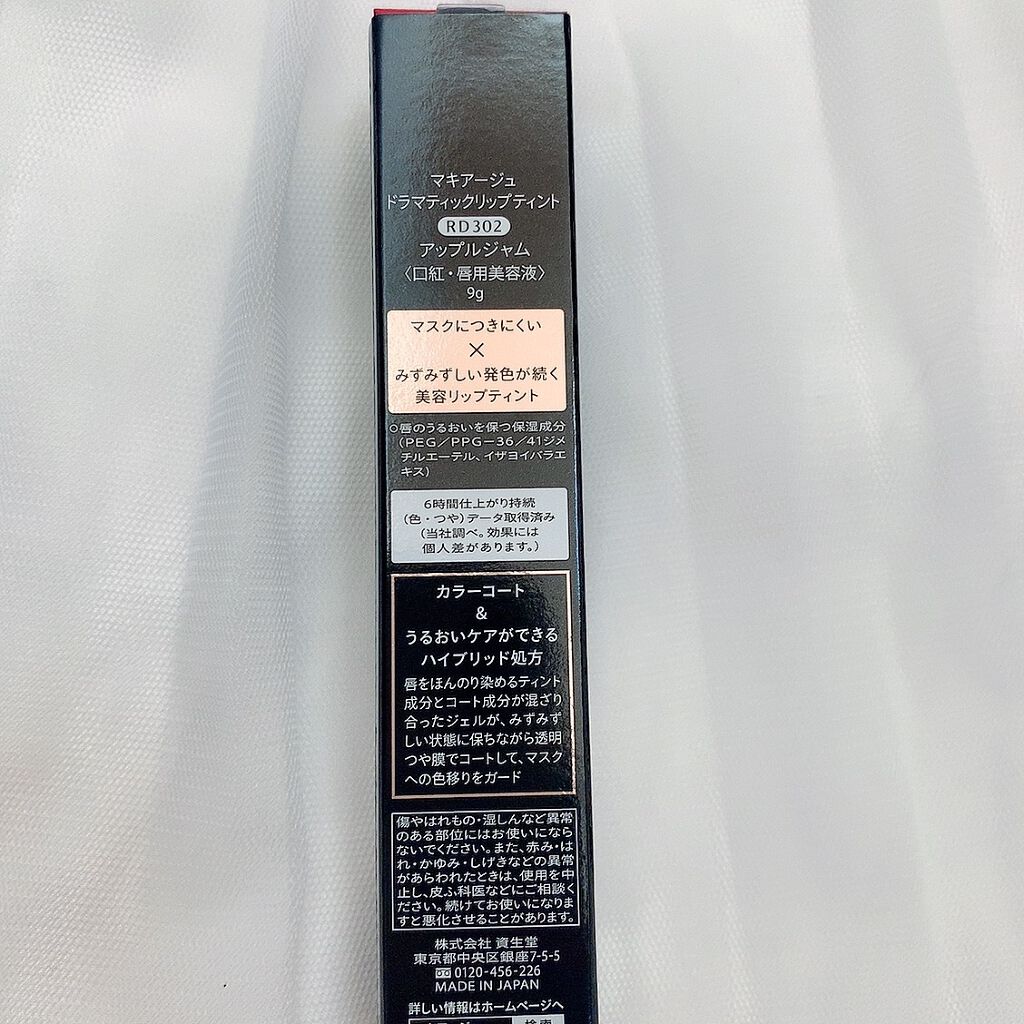 マキアージュ
ドラマティックリップティント
RD302
アップルジャム
〈口紅・唇用美容液〉
9g
マスクにつきにくい
×
みずみずしい発色が続く
美容リップティント
○唇のうるおいを保つ保湿成分
(PEG/PPG-36/41ジメ
チルエーテル、イザヨイバラエ
キス)
6時間仕上がり持続
(色・つや)データ取得済み
(当社調べ。効果には
個人差があります。)
カラーコート
&
うるおいケアができる
ハイブリッド処方
唇をほんのり染めるティント
成分とコート成分が混ざり
合ったジェルが、みずみず
しい状態に保ちながら透明
つや膜でコートして、マスク
への色移りをガード
傷やはれもの・湿しんなど異常
のある部位にはお使いになら
ないでください。また、赤み・は
れ・かゆみ・しげきなどの異常
があらわれたときは、使用を中
止し、皮ふ科医などにご相談く
ださい。続けてお使いになりま
すと悪化させることがあります。
株式会社 資生堂
東京都中央区銀座7-5-5
0120-456-226
MADE IN JAPAN
詳しい情報はホームページへ